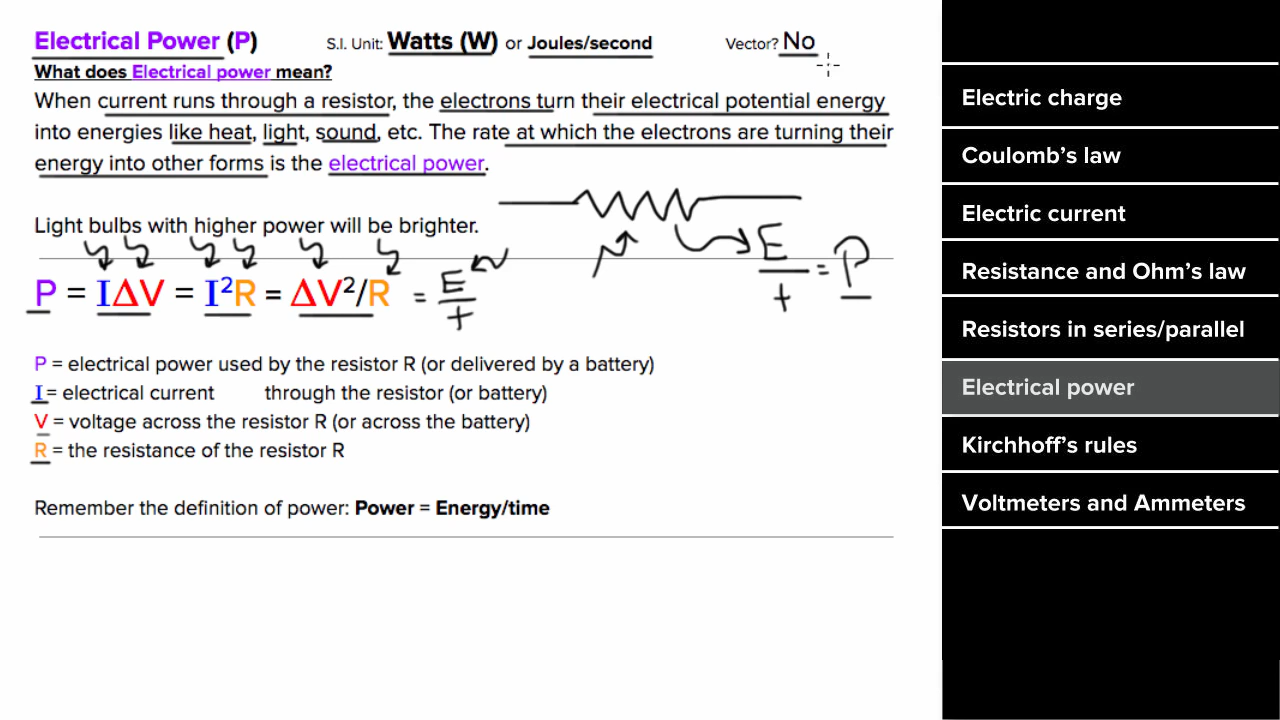 Electrical Power (P) S.I. Unit: Watts (W) or Joules/second Vector? No
What does Electrical power mean?
When current runs through a resistor, the electrons turn their electrical potential energy
into energies like heat, light, sound, etc. The rate at which the electrons are turning their
energy into other forms is the electrical power.
Light bulbs with higher power will be brighter.
E/t = P
P = IΔV = I²R = ΔV²/R = E/t
P = electrical power used by the resistor R (or delivered by a battery)
I = electrical current through the resistor (or battery)
V = voltage across the resistor R (or across the battery)
R = the resistance of the resistor R
Remember the definition of power: Power = Energy/time
Electric charge
Coulomb's law
Electric current
Resistance and Ohm's law
Resistors in series/parallel
Electrical power
Kirchhoff's rules
Voltmeters and Ammeters